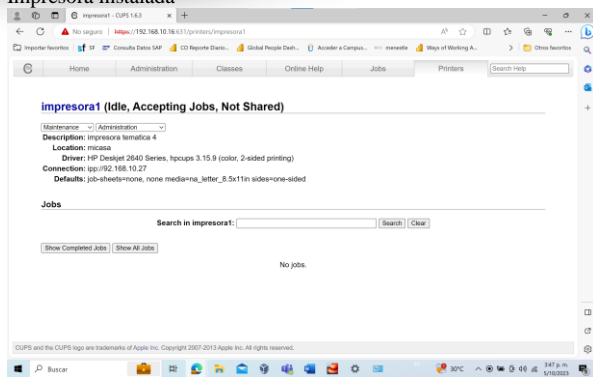 Impresora instalada
impresora1 - CUPS 1.6.3
No seguro | https://192.168.10.16:631/printers/impresora1
Importar favoritos SF Consulta Datos SAP CO Reporte Diario... Global People Dash... Acceder a Campus... meneetle Ways of Working A... Otros favoritos
Home Administration Classes Online Help Jobs Printers Search Help
impresora1 (Idle, Accepting Jobs, Not Shared)
Maintenance Administration
Description: impresora tematica 4
Location: micasa
Driver: HP Deskjet 2640 Series, hpcups 3.15.9 (color, 2-sided printing)
Connection: ipp://92.168.10.27
Defaults: job-sheets=none, none media=na_letter_8.5x11in sides=one-sided
Jobs
Search in impresora1: Search Clear
Show Completed Jobs Show All Jobs
No jobs.
CUPS and the CUPS logo are trademarks of Apple Inc. Copyright 2007-2013 Apple Inc. All rights reserved.
Buscar 30°C 3:47 p. m.
5/10/2023